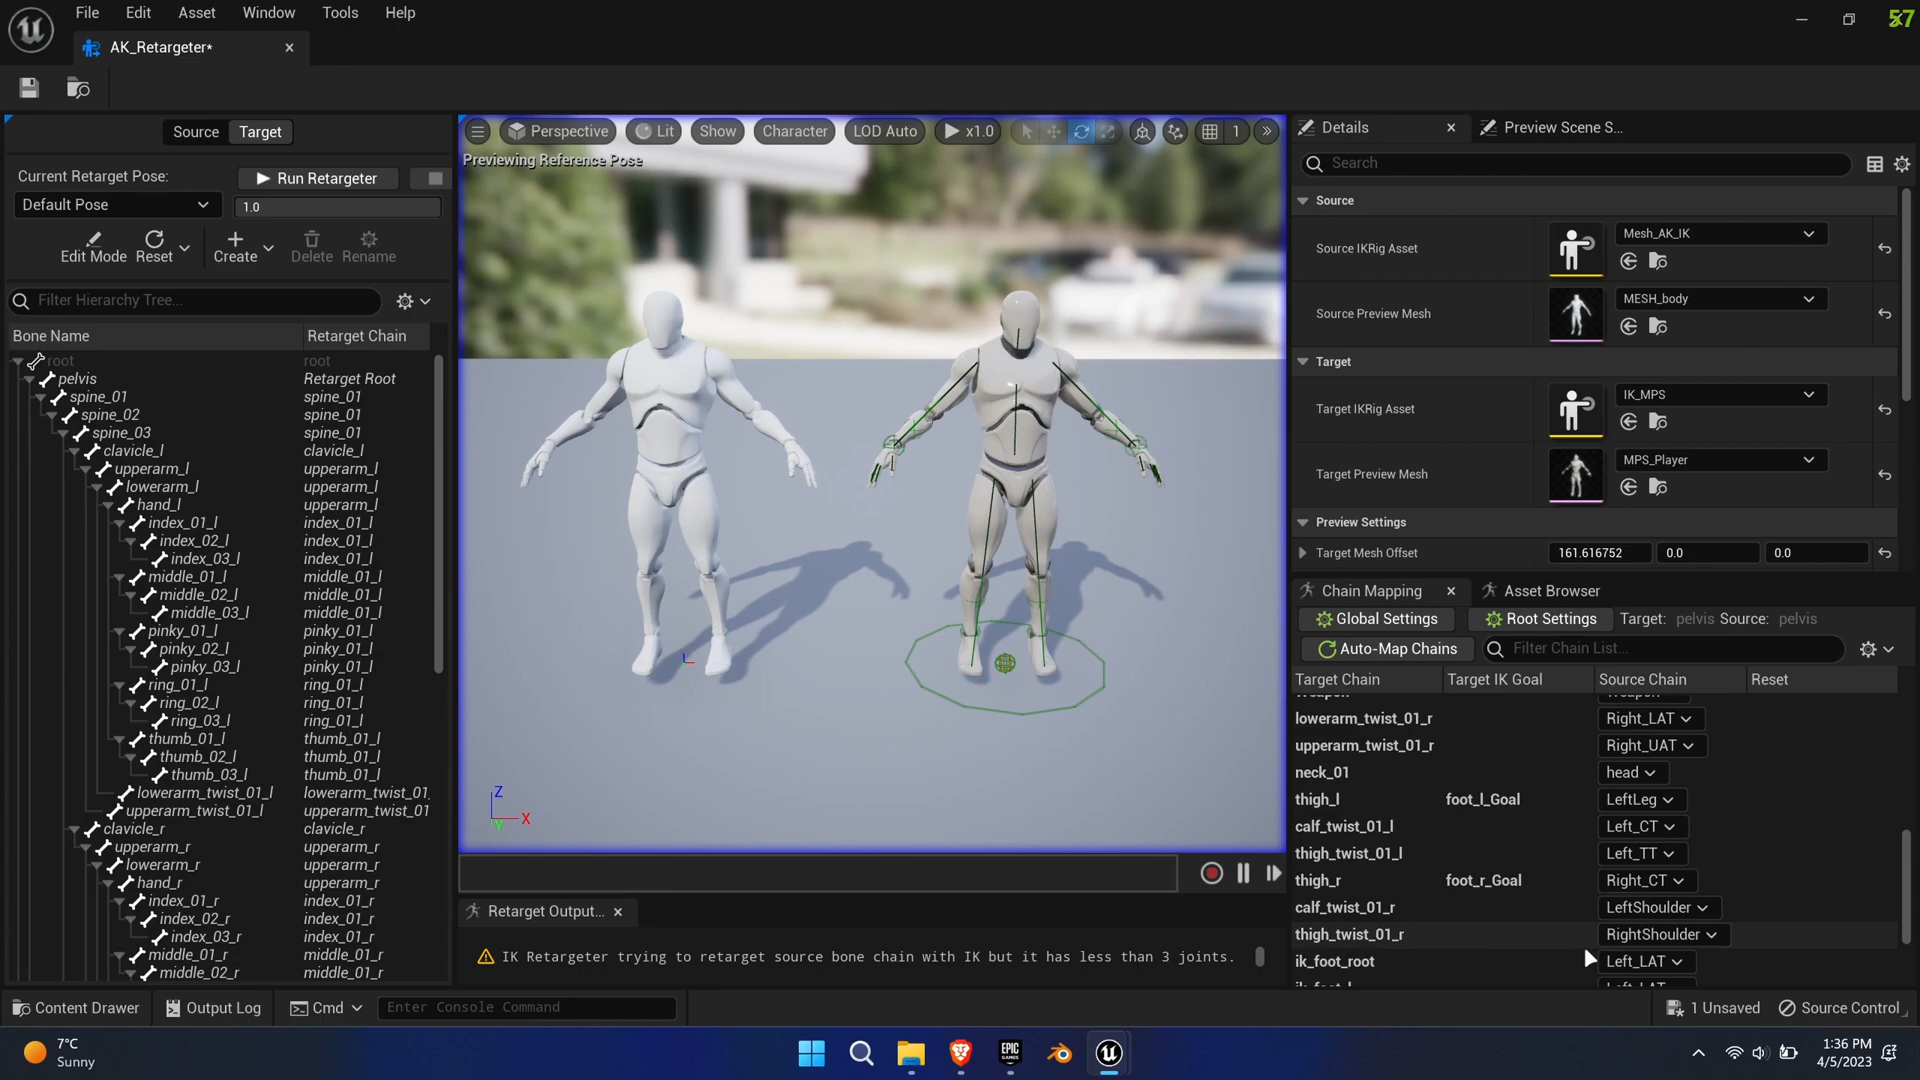 File Edit Asset Window Tools Help
57
AK_Retargeter*
Source Target
Current Retarget Pose:
Run Retargeter
Default Pose
1.0
Edit Mode Reset Create Delete Rename
Filter Hierarchy Tree...
Bone Name Retarget Chain
root root
pelvis Retarget Root
spine_01 spine_01
spine_02 spine_01
spine_03 spine_01
clavicle_l clavicle_l
upperarm_l upperarm_l
lowerarm_l upperarm_l
hand_l upperarm_l
index_01_l index_01_l
index_02_l index_01_l
index_03_l index_01_l
middle_01_l middle_01_l
middle_02_l middle_01_l
middle_03_l middle_01_l
pinky_01_l pinky_01_l
pinky_02_l pinky_01_l
pinky_03_l pinky_01_l
ring_01_l ring_01_l
ring_02_l ring_01_l
ring_03_l ring_01_l
thumb_01_l thumb_01_l
thumb_02_l thumb_01_l
thumb_03_l thumb_01_l
lowerarm_twist_01_l lowerarm_twist_01_
upperarm_twist_01_l upperarm_twist_01
clavicle_r clavicle_r
upperarm_r upperarm_r
lowerarm_r upperarm_r
hand_r upperarm_r
index_01_r index_01_r
index_02_r index_01_r
index_03_r index_01_r
middle_01_r middle_01_r
middle_02_r middle_01_r
Perspective Lit Show Character LOD Auto x1.0 1
Previewing Reference Pose
Z
X
Y
Retarget Output...
IK Retargeter trying to retarget source bone chain with IK but it has less than 3 joints.
Details Preview Scene S...
Search
Source
Source IKRig Asset Mesh_AK_IK
Source Preview Mesh MESH_body
Target
Target IKRig Asset IK_MPS
Target Preview Mesh MPS_Player
Preview Settings
Target Mesh Offset 161.616752 0.0 0.0
Chain Mapping Asset Browser
Global Settings Root Settings Target: pelvis Source: pelvis
Auto-Map Chains Filter Chain List...
Target Chain Target IK Goal Source Chain Reset
lowerarm_twist_01_r Right_LAT
upperarm_twist_01_r Right_UAT
neck_01 head
thigh_l foot_l_Goal LeftLeg
calf_twist_01_l Left_CT
thigh_twist_01_l Left_TT
thigh_r foot_r_Goal Right_CT
calf_twist_01_r LeftShoulder
thigh_twist_01_r RightShoulder
ik_foot_root Left_LAT
Content Drawer Output Log Cmd Enter Console Command 1 Unsaved Source Control
7°C
Sunny
EPIC GAMES
1:36 PM
4/5/2023